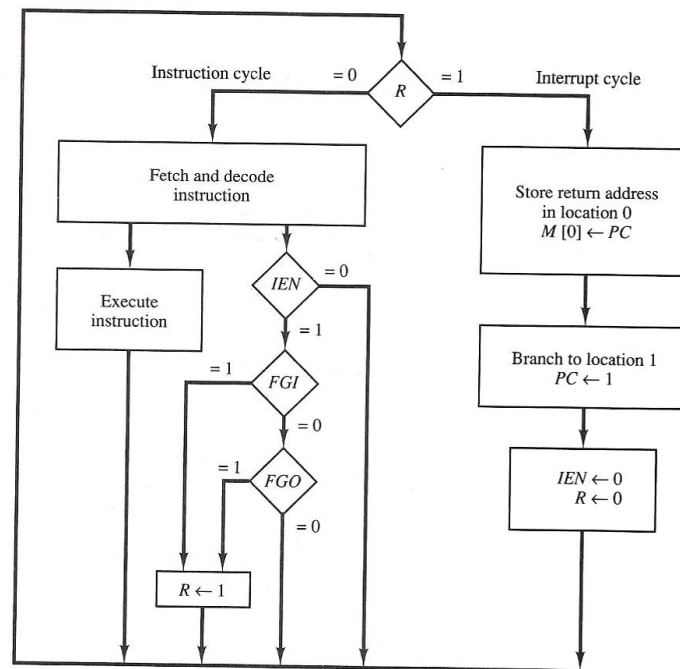 Instruction cycle
= 0
R
= 1
Interrupt cycle
Fetch and decode
instruction
Store return address
in location 0
M [0] ← PC
Execute
instruction
IEN
= 0
= 1
Branch to location 1
PC ← 1
= 1
FGI
= 0
IEN ← 0
R ← 0
= 1
FGO
= 0
R ← 1